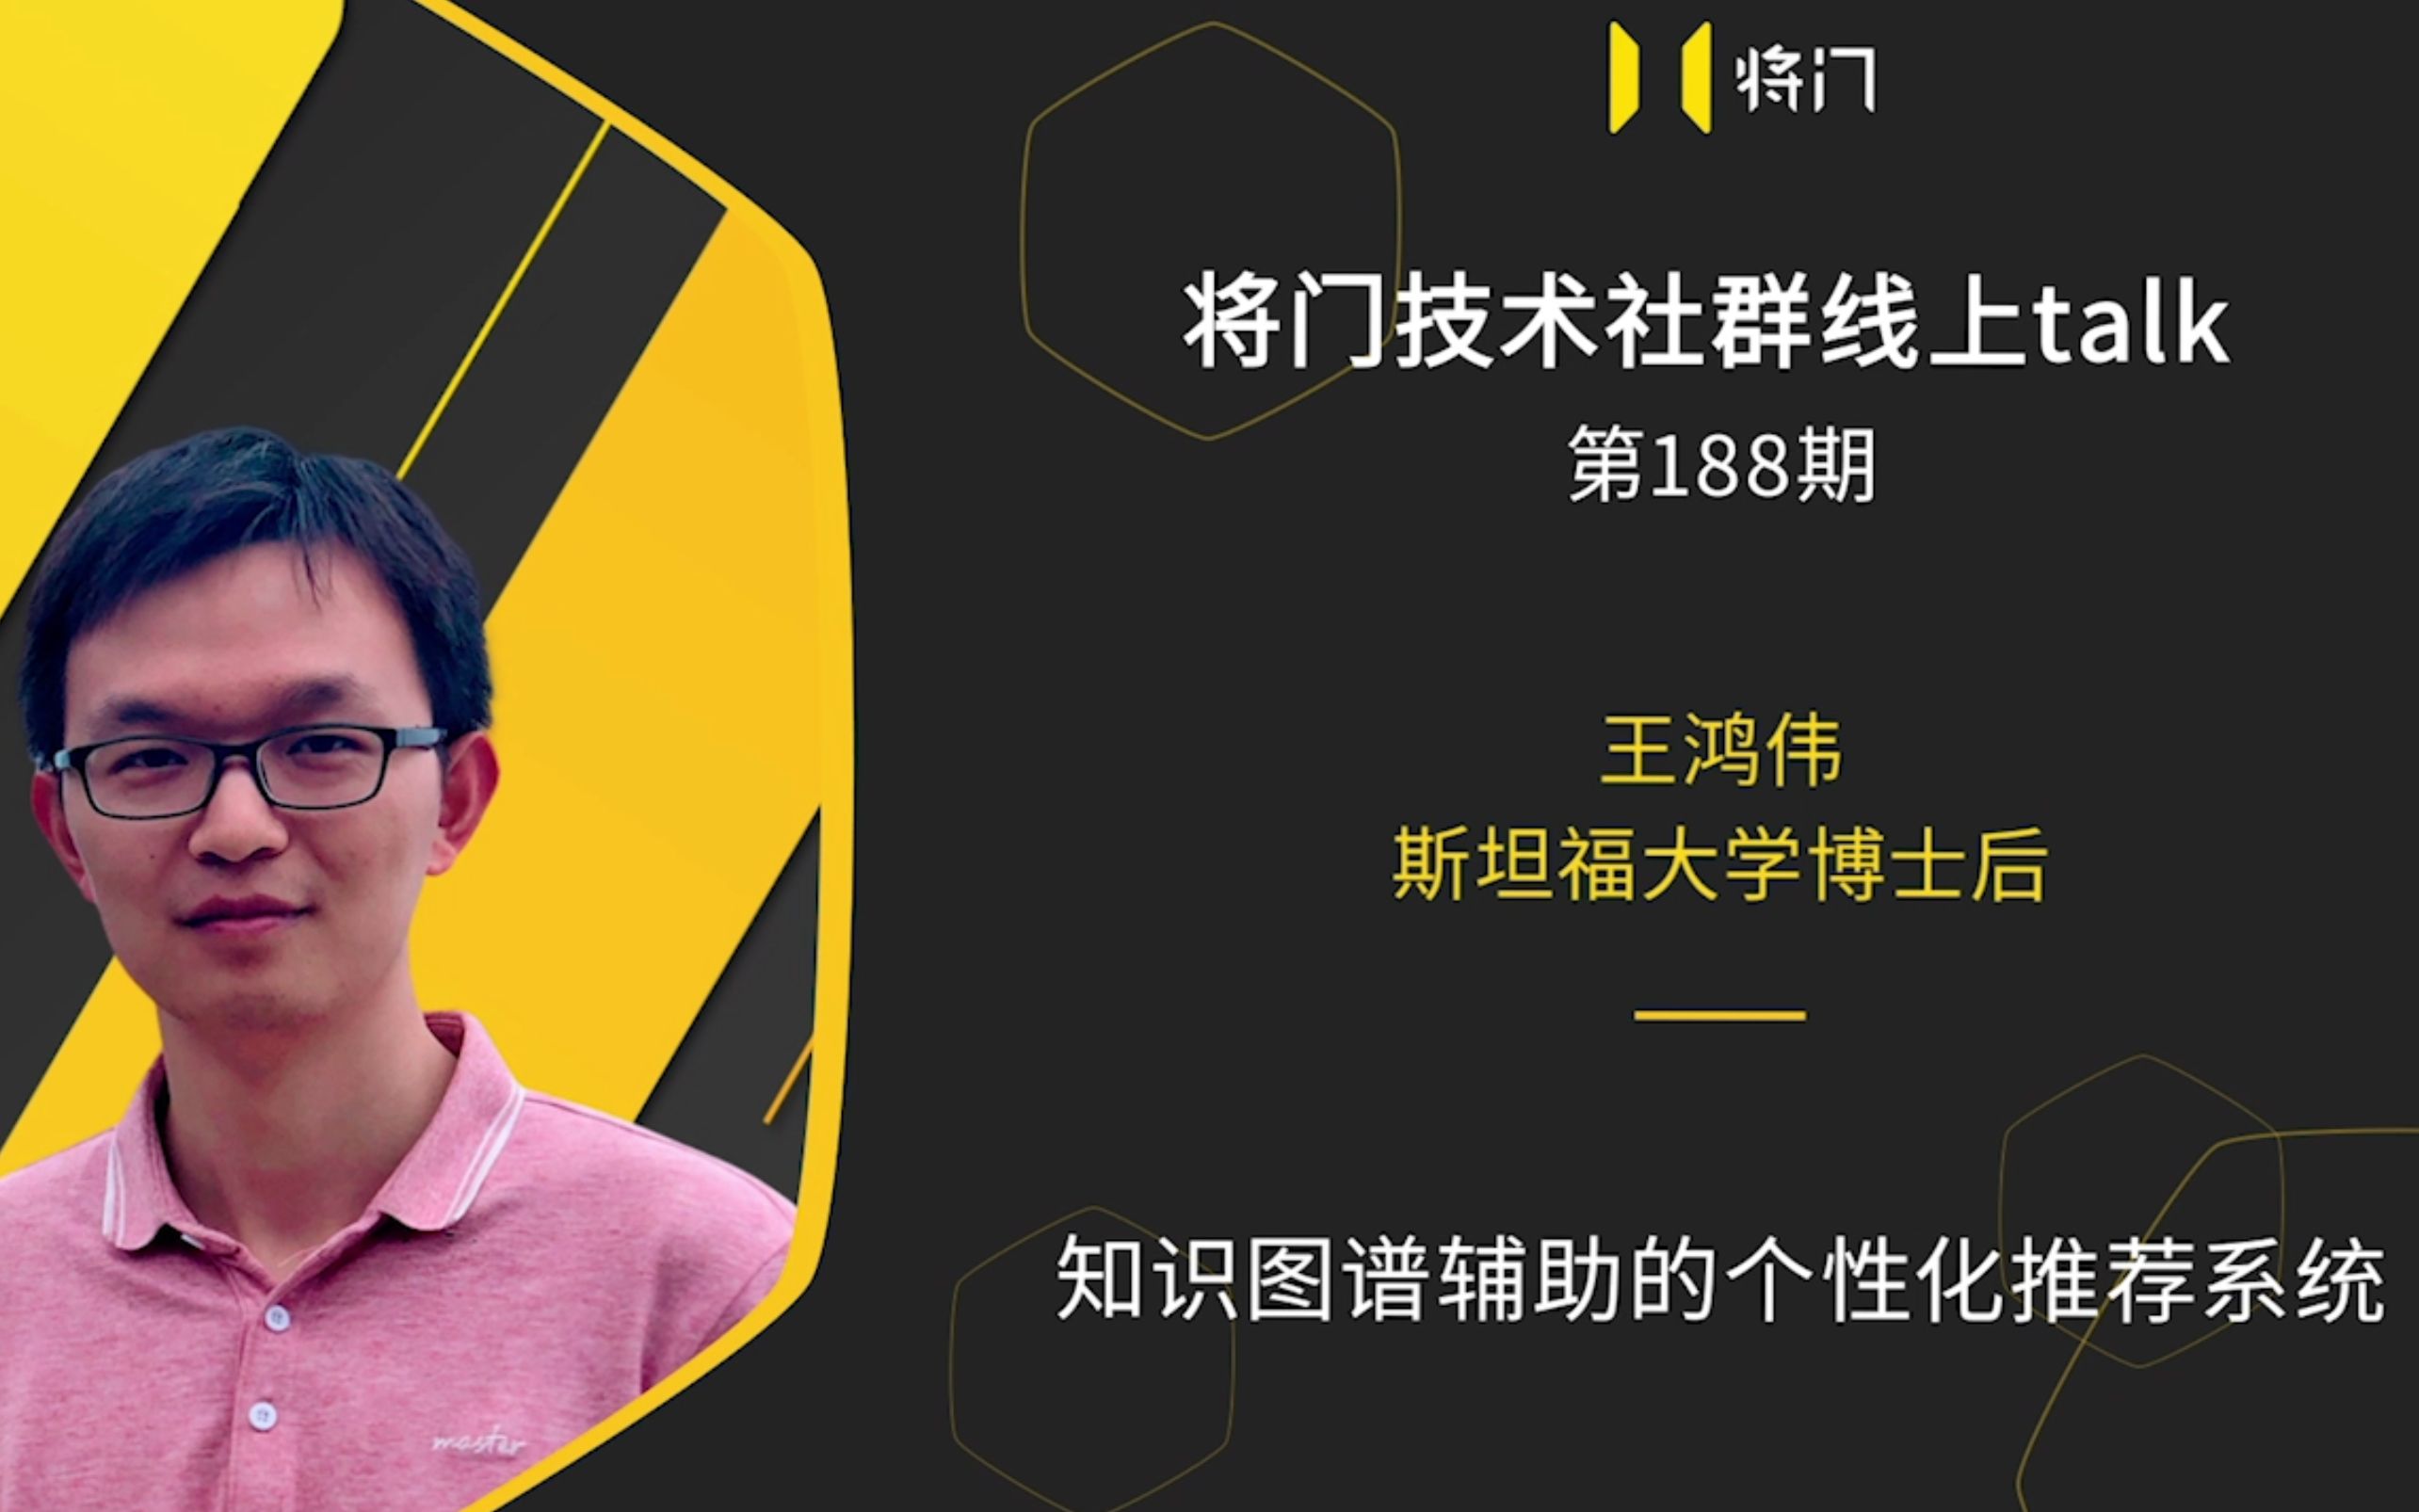 将门
将门技术社群线上talk
第188期
王鸿伟
斯坦福大学博士后
知识图谱辅助的个性化推荐系统
master